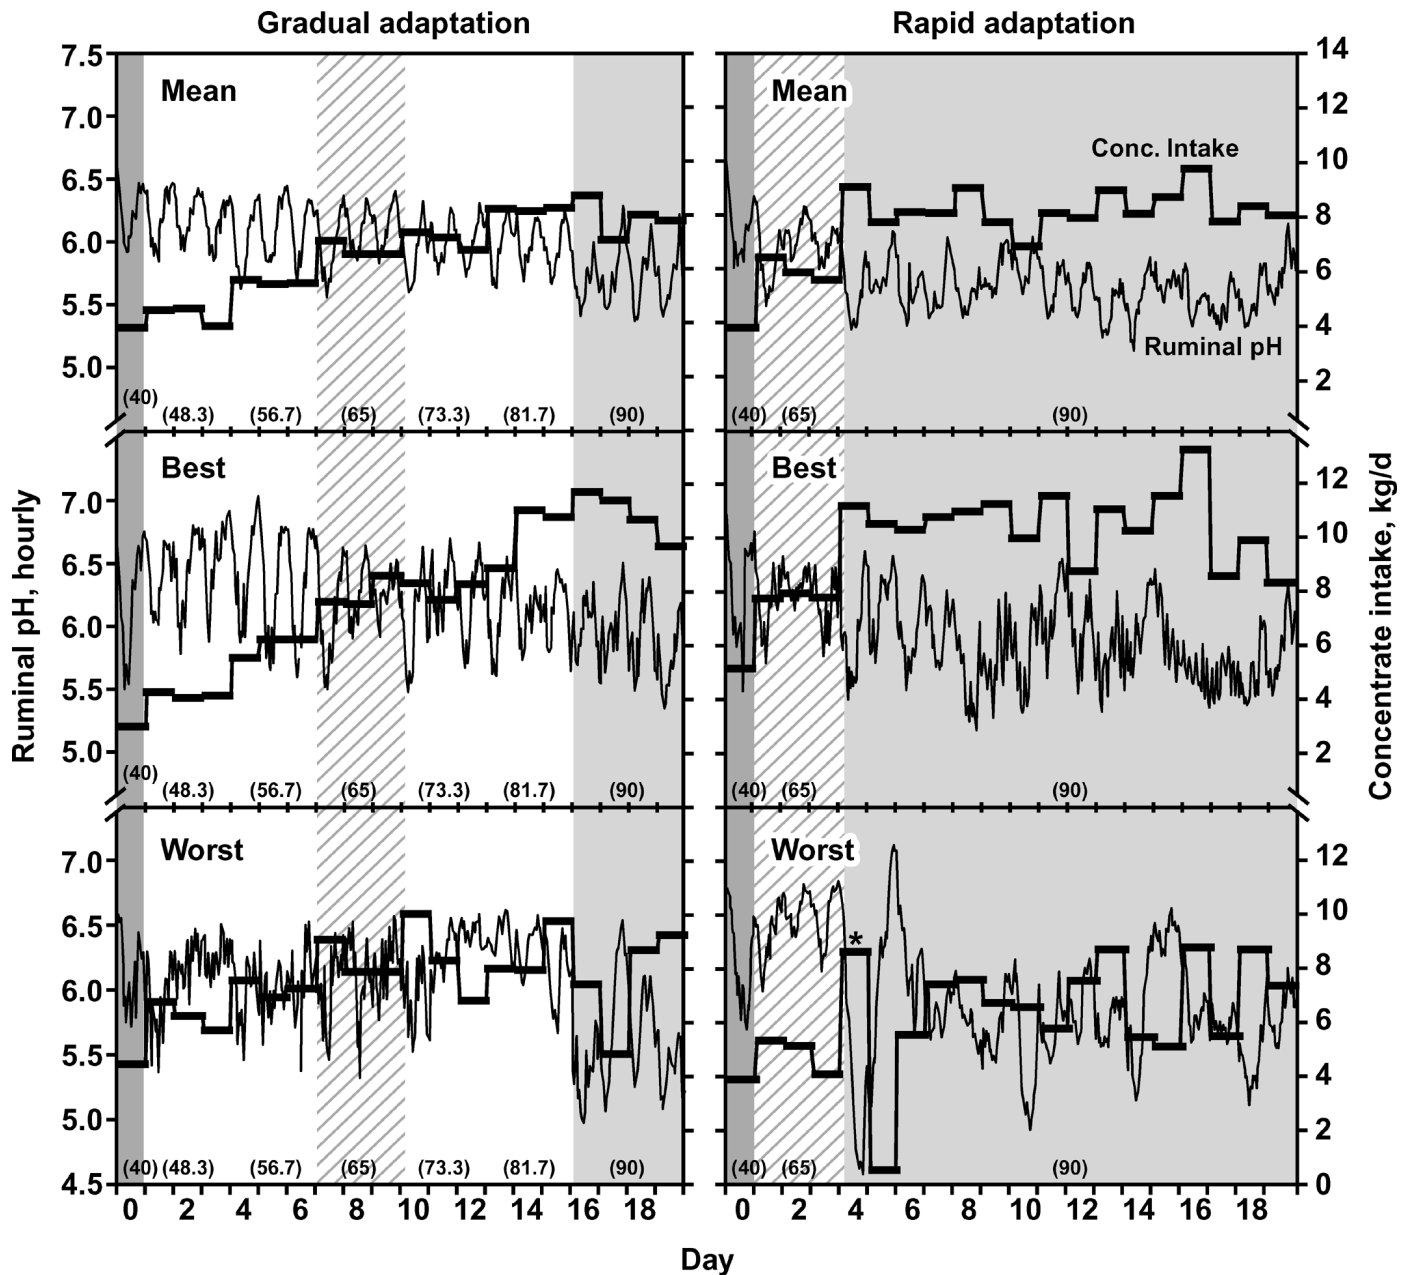 Gradual adaptation
Rapid adaptation
7.5
14
Mean
Mean
7.0
12
Conc. Intake
10
6.5
8
6.0
6
5.5
4
Ruminal pH
5.0
2
(40)
(48.3) (56.7) (65) (73.3) (81.7) (90)
(40) (65) (90)
Best
Best
7.0
12
10
6.5
8
6.0
6
5.5
4
5.0
2
(40)
(48.3) (56.7) (65) (73.3) (81.7) (90)
(40) (65) (90)
Worst
Worst
7.0
12
6.5
10
*
6.0
8
6
5.5
4
5.0
2
(40) (48.3) (56.7) (65) (73.3) (81.7) (90)
(40) (65) (90)
4.5
0
0 2 4 6 8 10 12 14 16 18
0 2 4 6 8 10 12 14 16 18
Day
Ruminal pH, hourly
Concentrate intake, kg/d